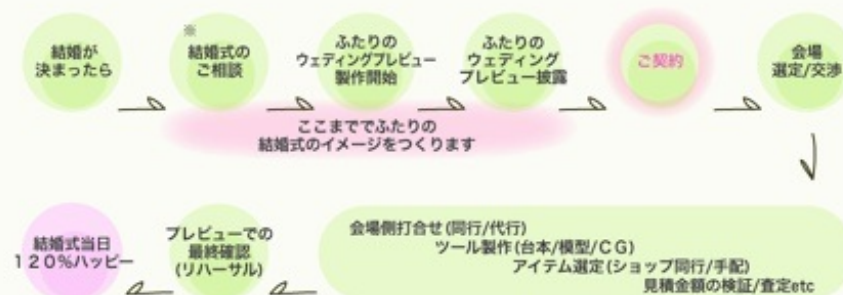 結婚が
決まったら
※
結婚式の
ご相談
ふたりの
ウェディングプレビュー
製作開始
ふたりの
ウェディング
プレビュー披露
ご契約
会場
選定/交渉
ここまででふたりの
結婚式のイメージをつくります
結婚式当日
120%ハッピー
プレビューでの
最終確認
(リハーサル)
会場側打合せ(同行/代行)
ツール製作(台本/模型/CG)
アイテム選定(ショップ同行/手配)
見積金額の検証/査定etc